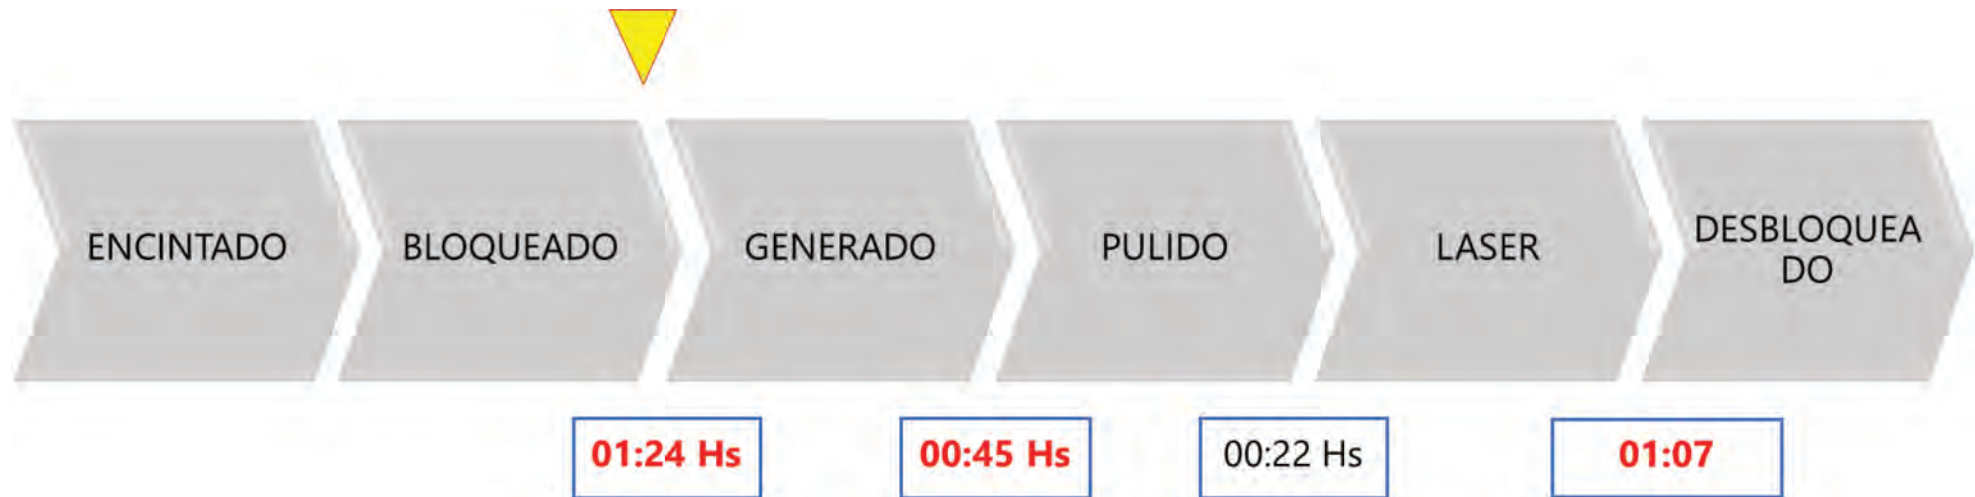 ENCINTADO
BLOQUEADO
GENERADO
PULIDO
LASER
DESBLOQUEA
DO
01:24 Hs
00:45 Hs
00:22 Hs
01:07